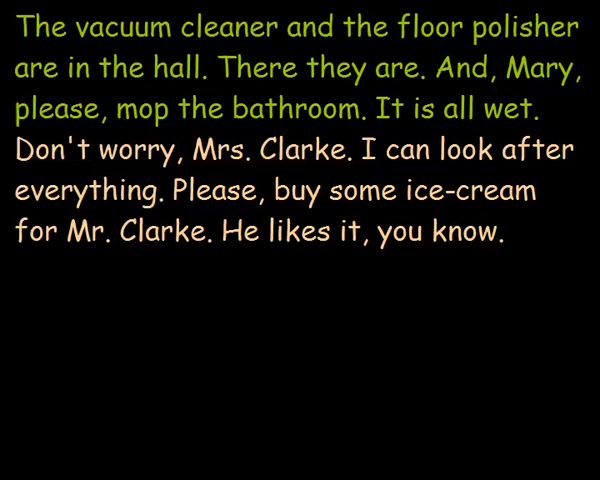 The vacuum cleaner and the floor polisher
are in the hall. There they are. And, Mary,
please, mop the bathroom. It is all wet.
Don't worry, Mrs. Clarke. I can look after
everything. Please, buy some ice-cream
for Mr. Clarke. He likes it, you know.